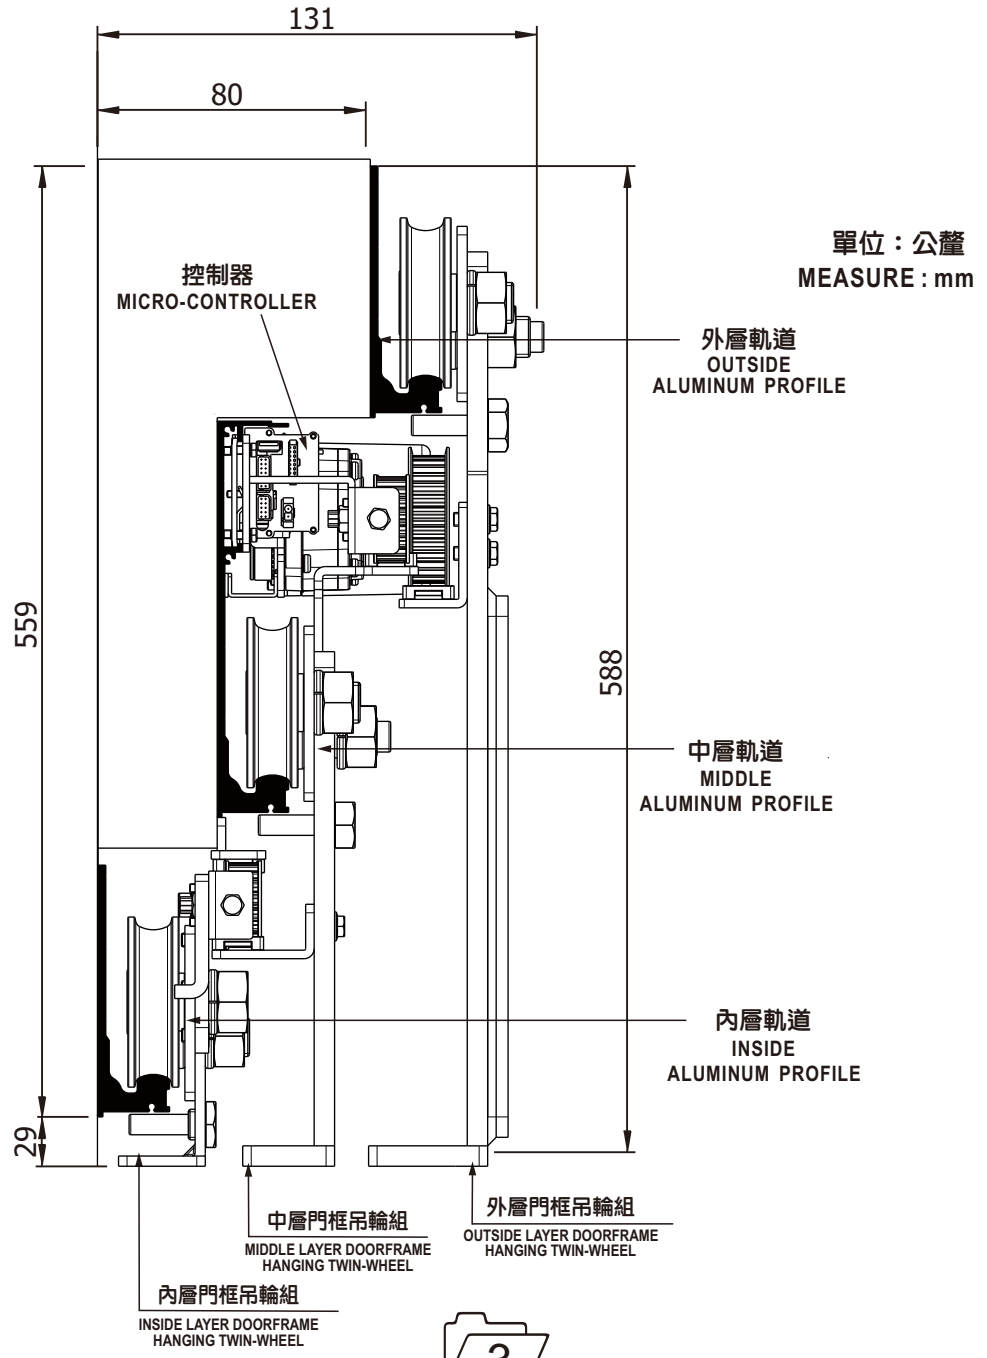 131
80
單位：公釐
MEASURE : mm
控制器
MICRO-CONTROLLER
外層軌道
OUTSIDE
ALUMINUM PROFILE
559
588
中層軌道
MIDDLE
ALUMINUM PROFILE
內層軌道
INSIDE
ALUMINUM PROFILE
29
外層門框吊輪組
OUTSIDE LAYER DOORFRAME
HANGING TWIN-WHEEL
中層門框吊輪組
MIDDLE LAYER DOORFRAME
HANGING TWIN-WHEEL
內層門框吊輪組
INSIDE LAYER DOORFRAME
HANGING TWIN-WHEEL